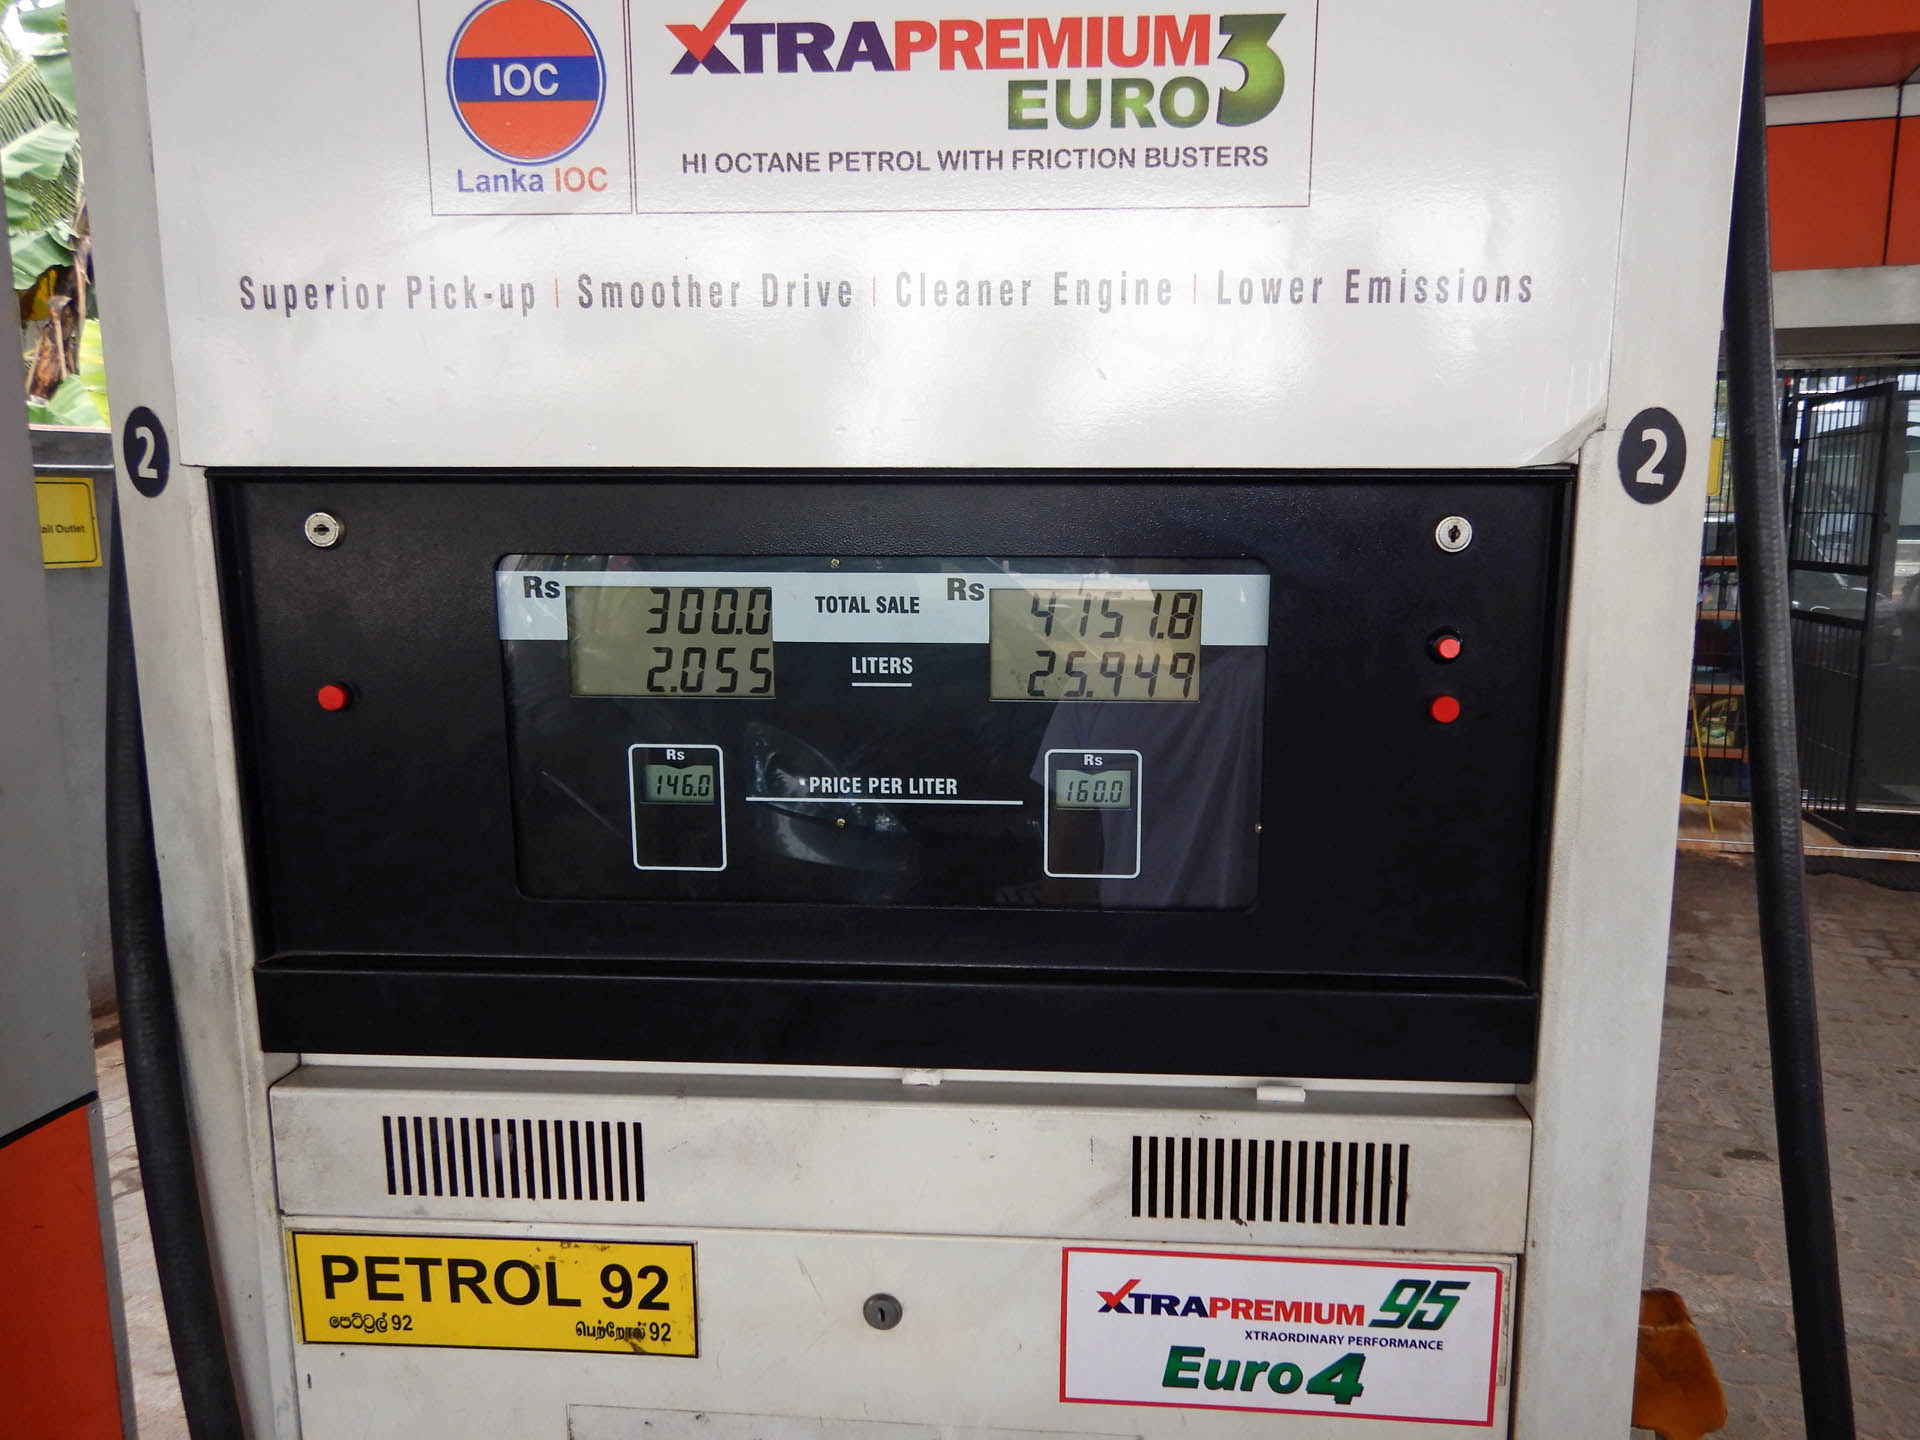 IOC
Lanka IOC
XTRAPREMIUM
EURO3
HI OCTANE PETROL WITH FRICTION BUSTERS
Superior Pick-up | Smoother Drive | Cleaner Engine | Lower Emissions
2
2
ail Outlet
Rs 300.0 TOTAL SALE Rs 4151.8
2.055 LITERS 25.949
Rs Rs
146.0 PRICE PER LITER 160.0
PETROL 92
පෙට්‍රල් 92 பெற்றோல் 92
XTRAPREMIUM 95
XTRAORDINARY PERFORMANCE
Euro4